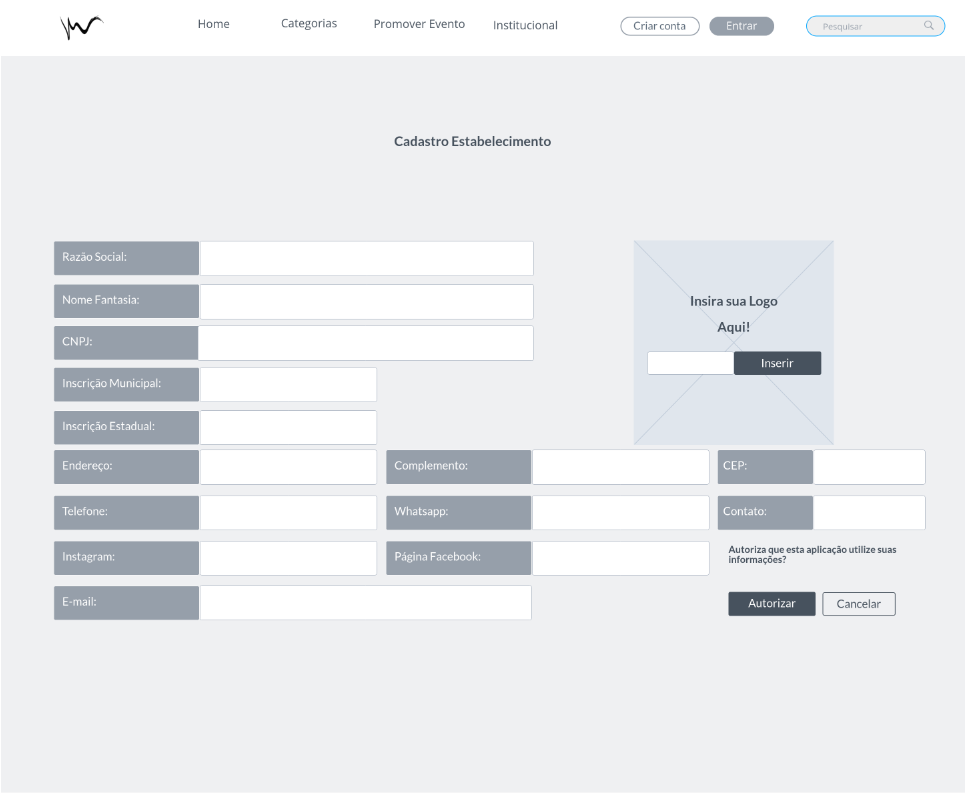 Home
Categorias
Promover Evento
Institucional
Criar conta
Entrar
Pesquisar
Cadastro Estabelecimento
Razão Social:
Nome Fantasia:
CNPJ:
Inscrição Municipal:
Inscrição Estadual:
Insira sua Logo
Aqui!
Inserir
Endereço:
Complemento:
CEP:
Telefone:
Whatsapp:
Contato:
Instagram:
Página Facebook:
Autoriza que esta aplicação utilize suas
informações?
E-mail:
Autorizar
Cancelar